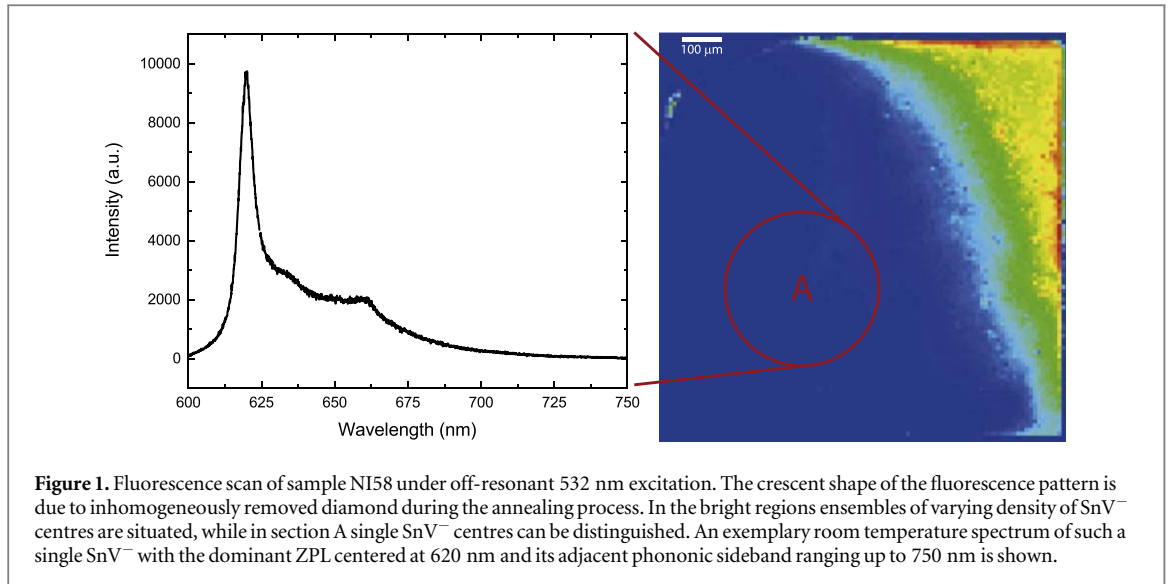 10000
8000
6000
4000
2000
0
Intensity (a.u.)
600 625 650 675 700 725 750
Wavelength (nm)
100 μm
A
Figure 1. Fluorescence scan of sample NI58 under off-resonant 532 nm excitation. The crescent shape of the fluorescence pattern is
due to inhomogeneously removed diamond during the annealing process. In the bright regions ensembles of varying density of SnV⁻
centres are situated, while in section A single SnV⁻ centres can be distinguished. An exemplary room temperature spectrum of such a
single SnV⁻ with the dominant ZPL centered at 620 nm and its adjacent phononic sideband ranging up to 750 nm is shown.